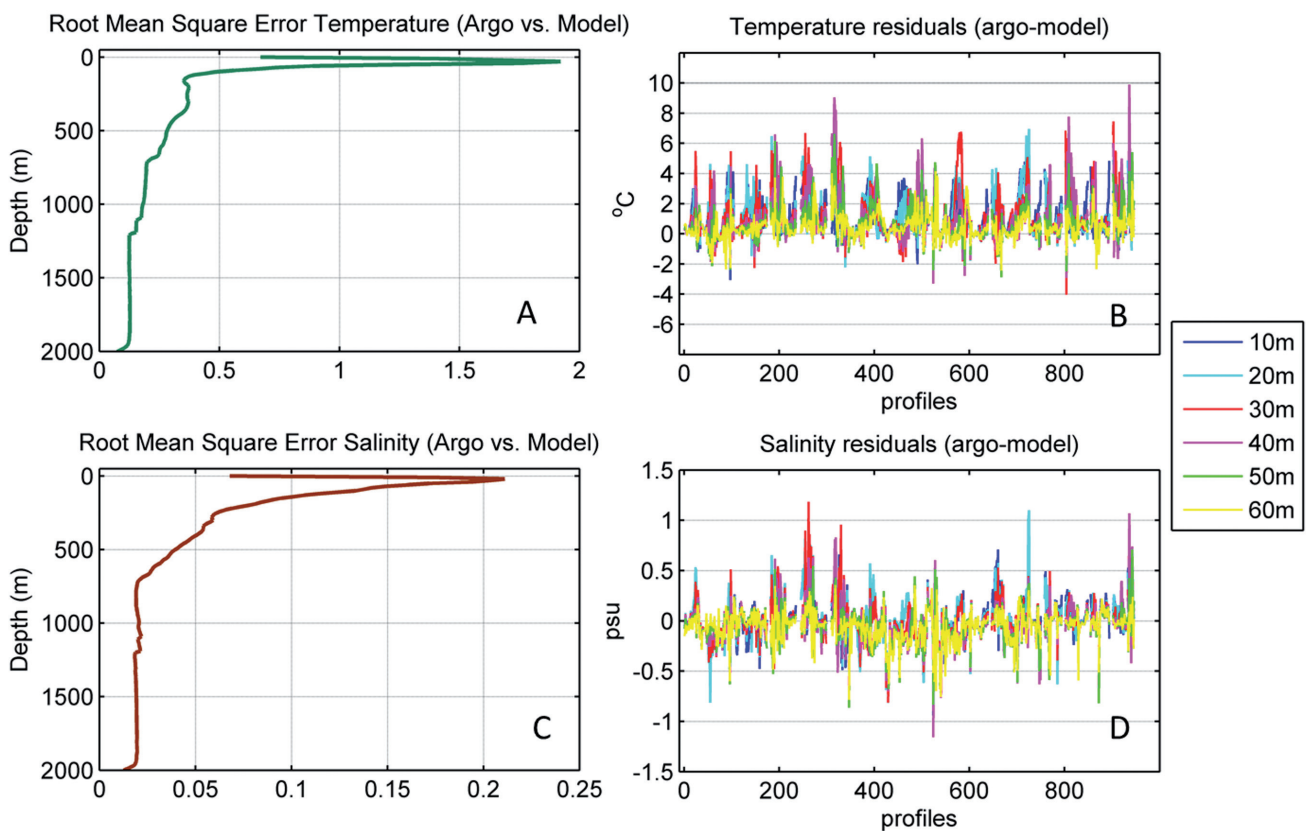 Root Mean Square Error Temperature (Argo vs. Model)
0
500
1000
1500
2000
Depth (m)
A
0
0.5
1
1.5
2
Temperature residuals (argo-model)
10
8
6
4
2
0
-2
-4
-6
°C
B
0
200
400
600
800
profiles
Root Mean Square Error Salinity (Argo vs. Model)
0
500
1000
1500
2000
Depth (m)
C
0
0.05
0.1
0.15
0.2
0.25
Salinity residuals (argo-model)
1.5
1
0.5
0
-0.5
-1
-1.5
psu
D
0
200
400
600
800
profiles
10m
20m
30m
40m
50m
60m